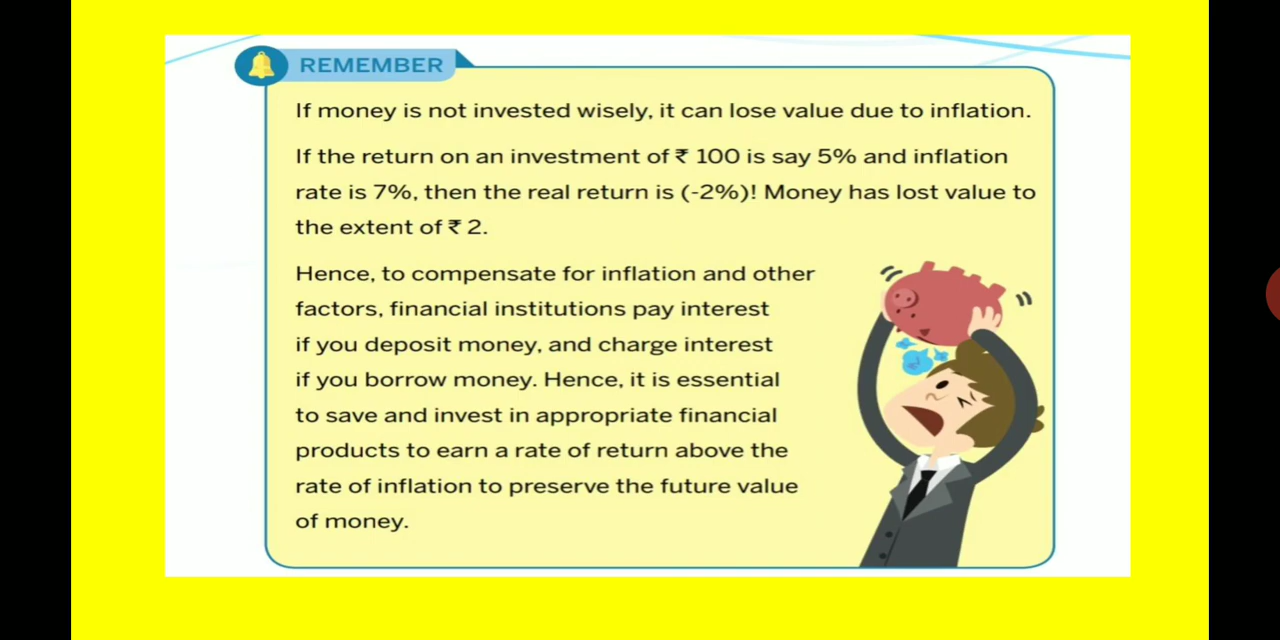 REMEMBER
If money is not invested wisely, it can lose value due to inflation.
If the return on an investment of ₹ 100 is say 5% and inflation
rate is 7%, then the real return is (-2%)! Money has lost value to
the extent of ₹ 2.
Hence, to compensate for inflation and other
factors, financial institutions pay interest
if you deposit money, and charge interest
if you borrow money. Hence, it is essential
to save and invest in appropriate financial
products to earn a rate of return above the
rate of inflation to preserve the future value
of money.